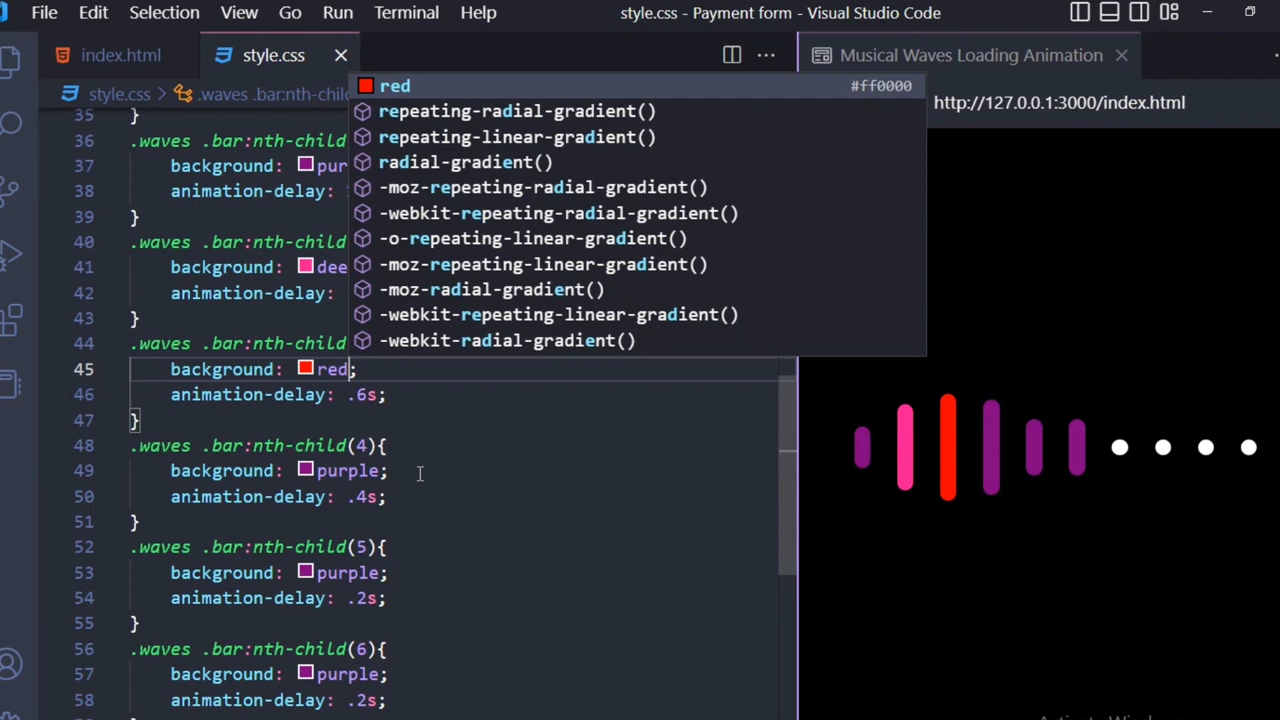 File Edit Selection View Go Run Terminal Help style.css - Payment form - Visual Studio Code
index.html style.css Musical Waves Loading Animation
style.css > .waves .bar:nth-child
http://127.0.0.1:3000/index.html
red #ff0000
repeating-radial-gradient()
repeating-linear-gradient()
radial-gradient()
-moz-repeating-radial-gradient()
-webkit-repeating-radial-gradient()
-o-repeating-linear-gradient()
-moz-repeating-linear-gradient()
-moz-radial-gradient()
-webkit-repeating-linear-gradient()
-webkit-radial-gradient()
35 }
36 .waves .bar:nth-child
37 background: pur
38 animation-delay:
39 }
40 .waves .bar:nth-child
41 background: dee
42 animation-delay:
43 }
44 .waves .bar:nth-child
45 background: red;
46 animation-delay: .6s;
47 }
48 .waves .bar:nth-child(4){
49 background: purple;
50 animation-delay: .4s;
51 }
52 .waves .bar:nth-child(5){
53 background: purple;
54 animation-delay: .2s;
55 }
56 .waves .bar:nth-child(6){
57 background: purple;
58 animation-delay: .2s;